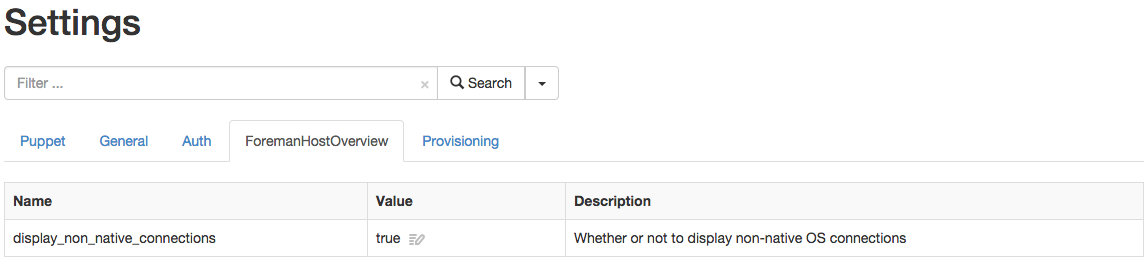 Settings
Filter ... × Search
Puppet General Auth ForemanHostOverview Provisioning
Name Value Description
display_non_native_connections true Whether or not to display non-native OS connections